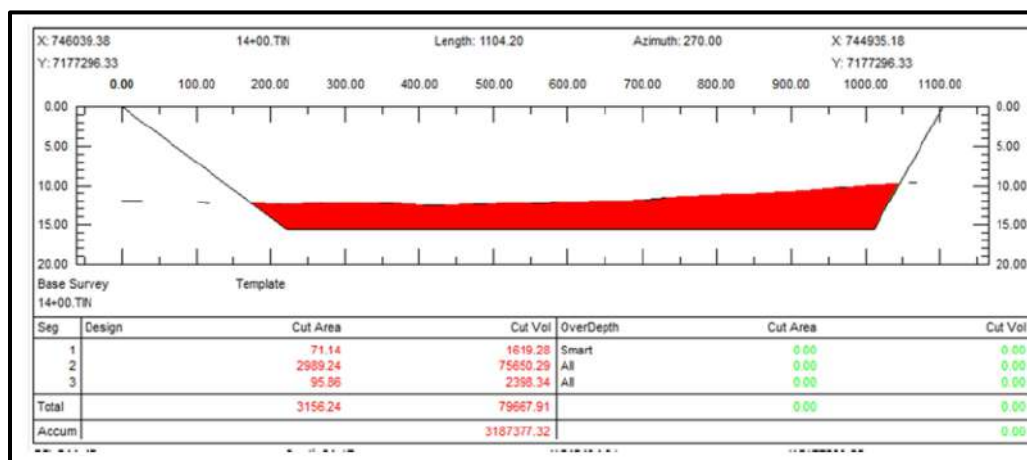 X: 746039.38 14+00.TIN Length: 1104.20 Azimuth: 270.00 X: 744935.18
Y: 7177296.33 Y: 7177296.33
0.00 100.00 200.00 300.00 400.00 500.00 600.00 700.00 800.00 900.00 1000.00 1100.00
0.00 0.00
5.00 5.00
10.00 10.00
15.00 15.00
20.00 20.00
Base Survey Template
14+00.TIN
Seg Design Cut Area Cut Vol OverDepth Cut Area Cut Vol
1 71.14 1619.28 Smart 0.00 0.00
2 2989.24 75650.29 All 0.00 0.00
3 95.86 2398.34 All 0.00 0.00
Total 3156.24 79667.91 0.00 0.00
Accum 3187377.32 0.00